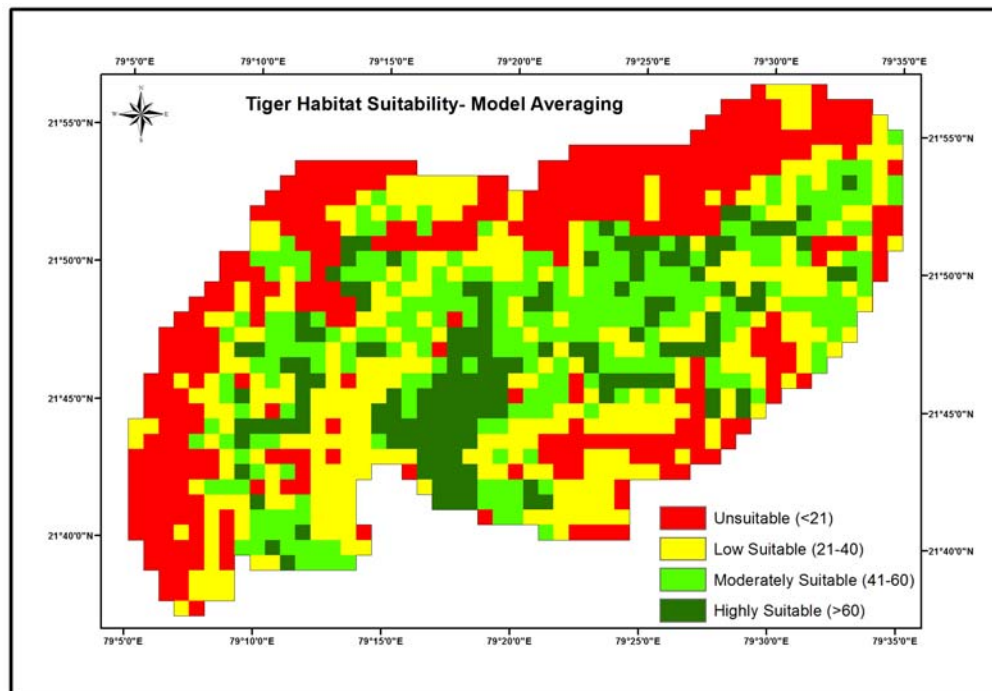 79°5'0"E 79°10'0"E 79°15'0"E 79°20'0"E 79°25'0"E 79°30'0"E 79°35'0"E
N
W E
S
Tiger Habitat Suitability- Model Averaging
21°55'0"N 21°55'0"N
21°50'0"N 21°50'0"N
21°45'0"N 21°45'0"N
21°40'0"N 21°40'0"N
Unsuitable (<21)
Low Suitable (21-40)
Moderately Suitable (41-60)
Highly Suitable (>60)
79°5'0"E 79°10'0"E 79°15'0"E 79°20'0"E 79°25'0"E 79°30'0"E 79°35'0"E